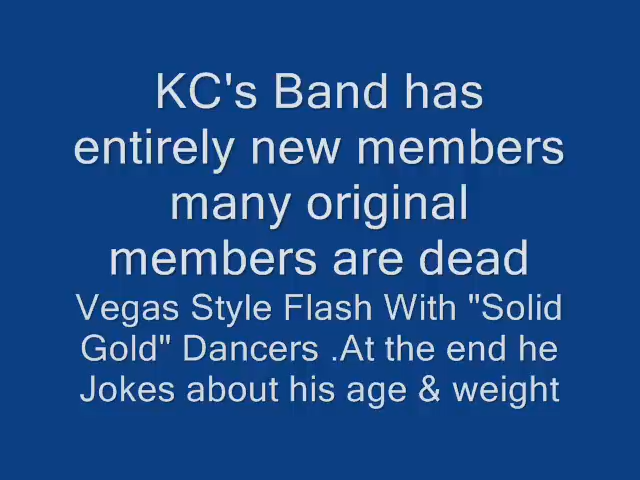 KC's Band has
entirely new members
many original
members are dead
Vegas Style Flash With "Solid
Gold" Dancers .At the end he
Jokes about his age & weight